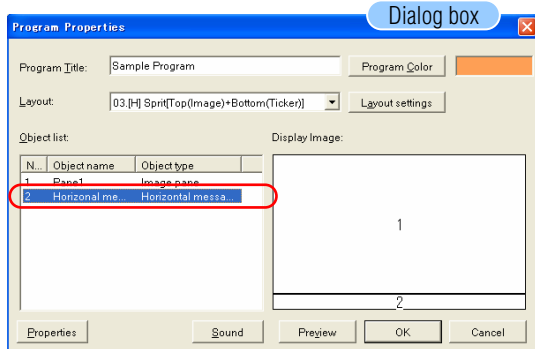 Dialog box
Program Properties
Program Title: Sample Program Program Color
Layout: 03.[H] Sprit[Top(Image)+Bottom(Ticker)] Layout settings
Object list: Display Image:
N... Object name Object type
1 Pane1 Image pane
2 Horizonal me... Horizontal messa...
1
2
Properties Sound Preview OK Cancel